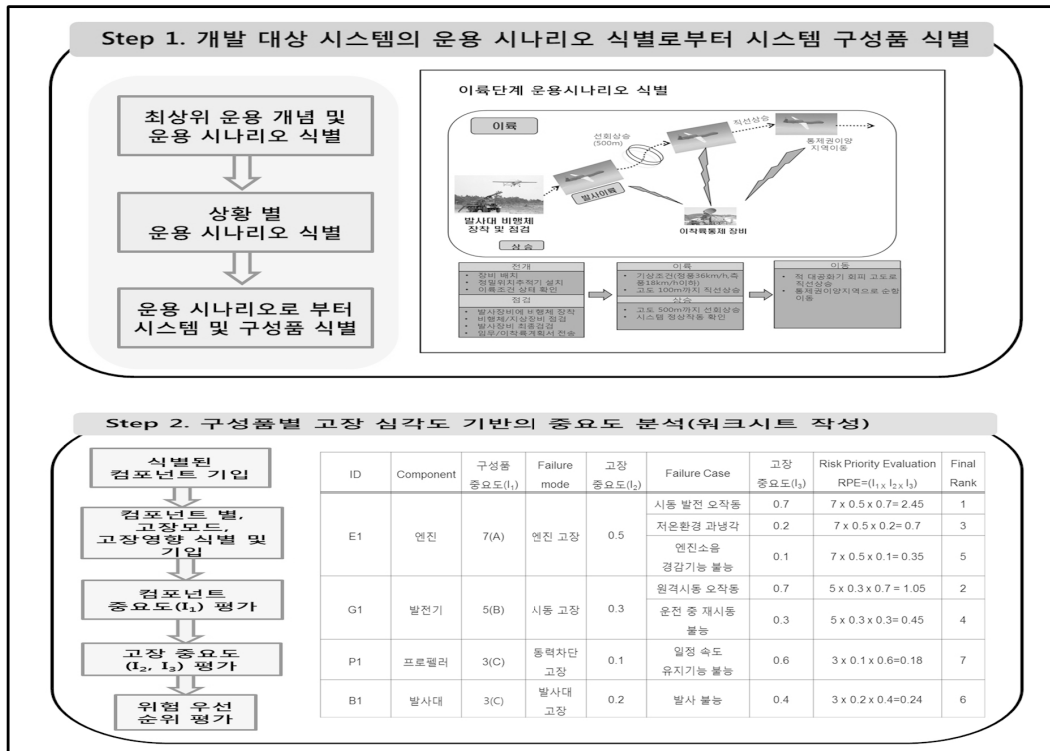 Step 1. 개발 대상 시스템의 운용 시나리오 식별로부터 시스템 구성품 식별
최상위 운용 개념 및
운용 시나리오 식별
상황 별
운용 시나리오 식별
운용 시나리오로 부터
시스템 및 구성품 식별
이륙단계 운용시나리오 식별
이륙
선회상승
(500m)
직선상승
통제권이양
지역이동
발사이륙
발사대 비행체
장착 및 점검
이착륙통제 장비
상승
전개
• 장비 배치
• 정밀위치추적기 설치
• 이륙조건 상태 확인
점검
• 발사장비에 비행체 장착
• 비행체/지상장비 점검
• 발사장비 최종점검
• 임무/이착륙계획서 전송
이륙
• 기상조건(정풍36km/h,측
풍18km/h이하)
• 고도 100m까지 직선상승
상승
• 고도 500m까지 선회상승
• 시스템 정상작동 확인
이동
• 적 대공화기 회피 고도로
직선상승
• 통제권이양지역으로 순항
이동
Step 2. 구성품별 고장 심각도 기반의 중요도 분석(워크시트 작성)
식별된
컴포넌트 기입
컴포넌트 별,
고장모드,
고장영향 식별 및
기입
컴포넌트
중요도(I₁) 평가
고장 중요도
(I₂, I₃) 평가
위험 우선
순위 평가
ID Component 구성품 중요도(I₁) Failure mode 고장 중요도(I₂) Failure Case 고장 중요도(I₃) Risk Priority Evaluation RPE=(I₁ x I₂ x I₃) Final Rank
E1 엔진 7(A) 엔진 고장 0.5 시동 발전 오작동 0.7 7 x 0.5 x 0.7= 2.45 1
저온환경 과냉각 0.2 7 x 0.5 x 0.2= 0.7 3
엔진소음 경감기능 불능 0.1 7 x 0.5 x 0.1= 0.35 5
G1 발전기 5(B) 시동 고장 0.3 원격시동 오작동 0.7 5 x 0.3 x 0.7 = 1.05 2
운전 중 재시동 불능 0.3 5 x 0.3 x 0.3= 0.45 4
P1 프로펠러 3(C) 동력차단 고장 0.1 일정 속도 유지기능 불능 0.6 3 x 0.1 x 0.6=0.18 7
B1 발사대 3(C) 발사대 고장 0.2 발사 불능 0.4 3 x 0.2 x 0.4=0.24 6